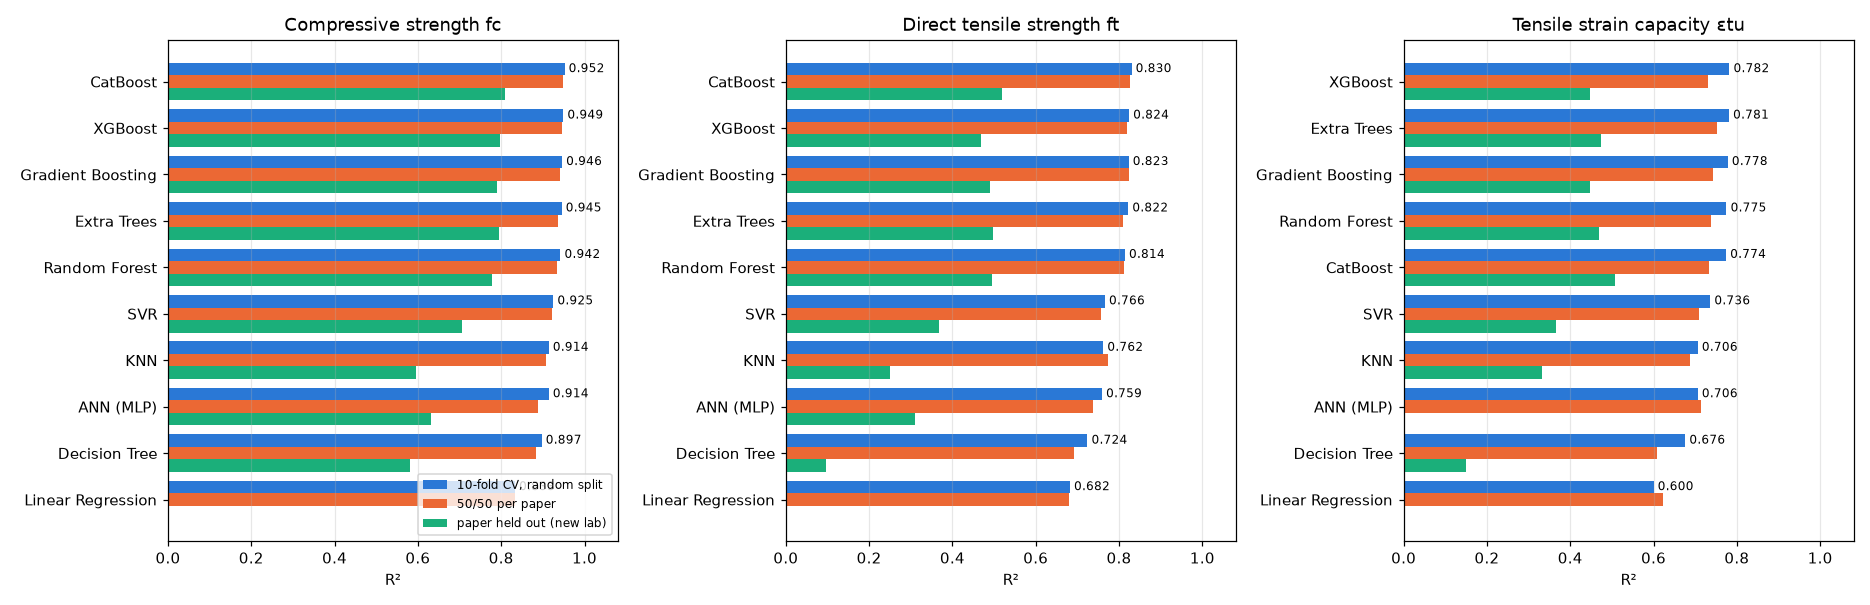 Compressive strength fc
CatBoost
0.952
XGBoost
0.949
Gradient Boosting
0.946
Extra Trees
0.945
Random Forest
0.942
SVR
0.925
KNN
0.914
ANN (MLP)
0.914
Decision Tree
0.897
Linear Regression
10-fold CV, random split
50/50 per paper
paper held out (new lab)
0.0 0.2 0.4 0.6 0.8 1.0
R²
Direct tensile strength ft
CatBoost
0.830
XGBoost
0.824
Gradient Boosting
0.823
Extra Trees
0.822
Random Forest
0.814
SVR
0.766
KNN
0.762
ANN (MLP)
0.759
Decision Tree
0.724
Linear Regression
0.682
0.0 0.2 0.4 0.6 0.8 1.0
R²
Tensile strain capacity εtu
XGBoost
0.782
Extra Trees
0.781
Gradient Boosting
0.778
Random Forest
0.775
CatBoost
0.774
SVR
0.736
KNN
0.706
ANN (MLP)
0.706
Decision Tree
0.676
Linear Regression
0.600
0.0 0.2 0.4 0.6 0.8 1.0
R²